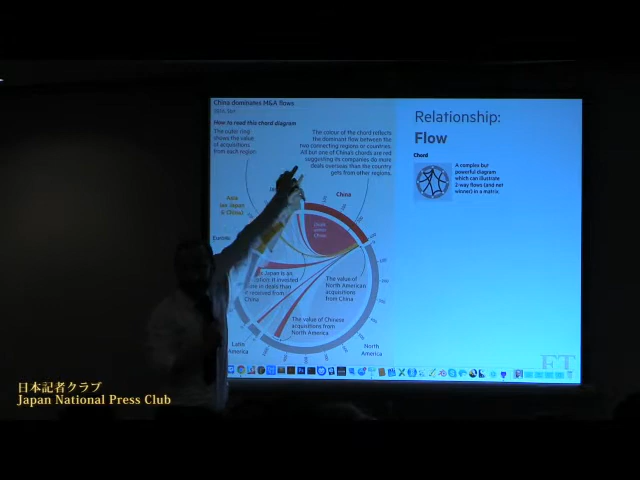 China dominates M&A flows
How to read this chord diagram
The outer ring
shows the value
of acquisitions
from each region
The colour of the chord reflects
the dominant flow between the
two connecting regions or countries.
All but one of China's chords are red
suggesting its companies do more
deals overseas than the country
gets from other regions.
Asia
(ex Japan
& China)
China
Europe
Japan is an
The value of
North American
acquisitions
from China
China
The value of Chinese
acquisitions from
North America
Latin
America
North
America
Relationship:
Flow
Chord
A complex but
powerful diagram
which can illustrate
2-way flows (and net
winner) in a matrix
FT
日本記者クラブ
Japan National Press Club